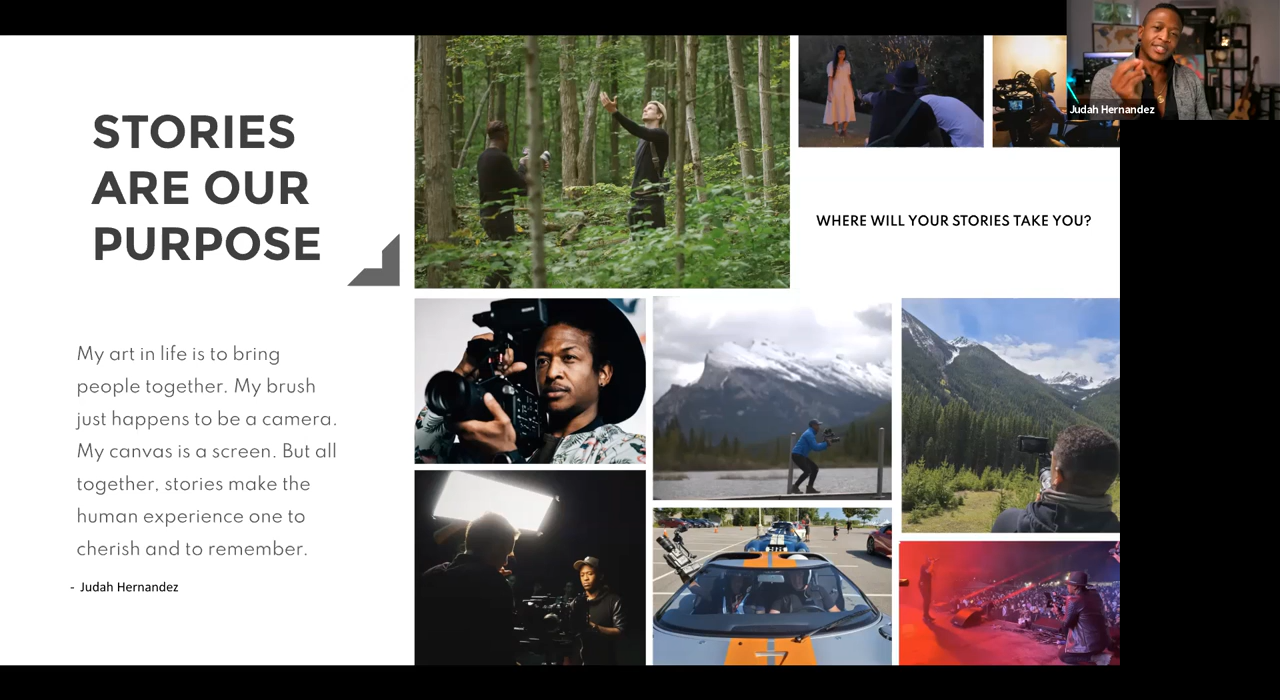 STORIES
ARE OUR
PURPOSE
My art in life is to bring
people together. My brush
just happens to be a camera.
My canvas is a screen. But all
together, stories make the
human experience one to
cherish and to remember.
- Judah Hernandez
WHERE WILL YOUR STORIES TAKE YOU?
Judah Hernandez